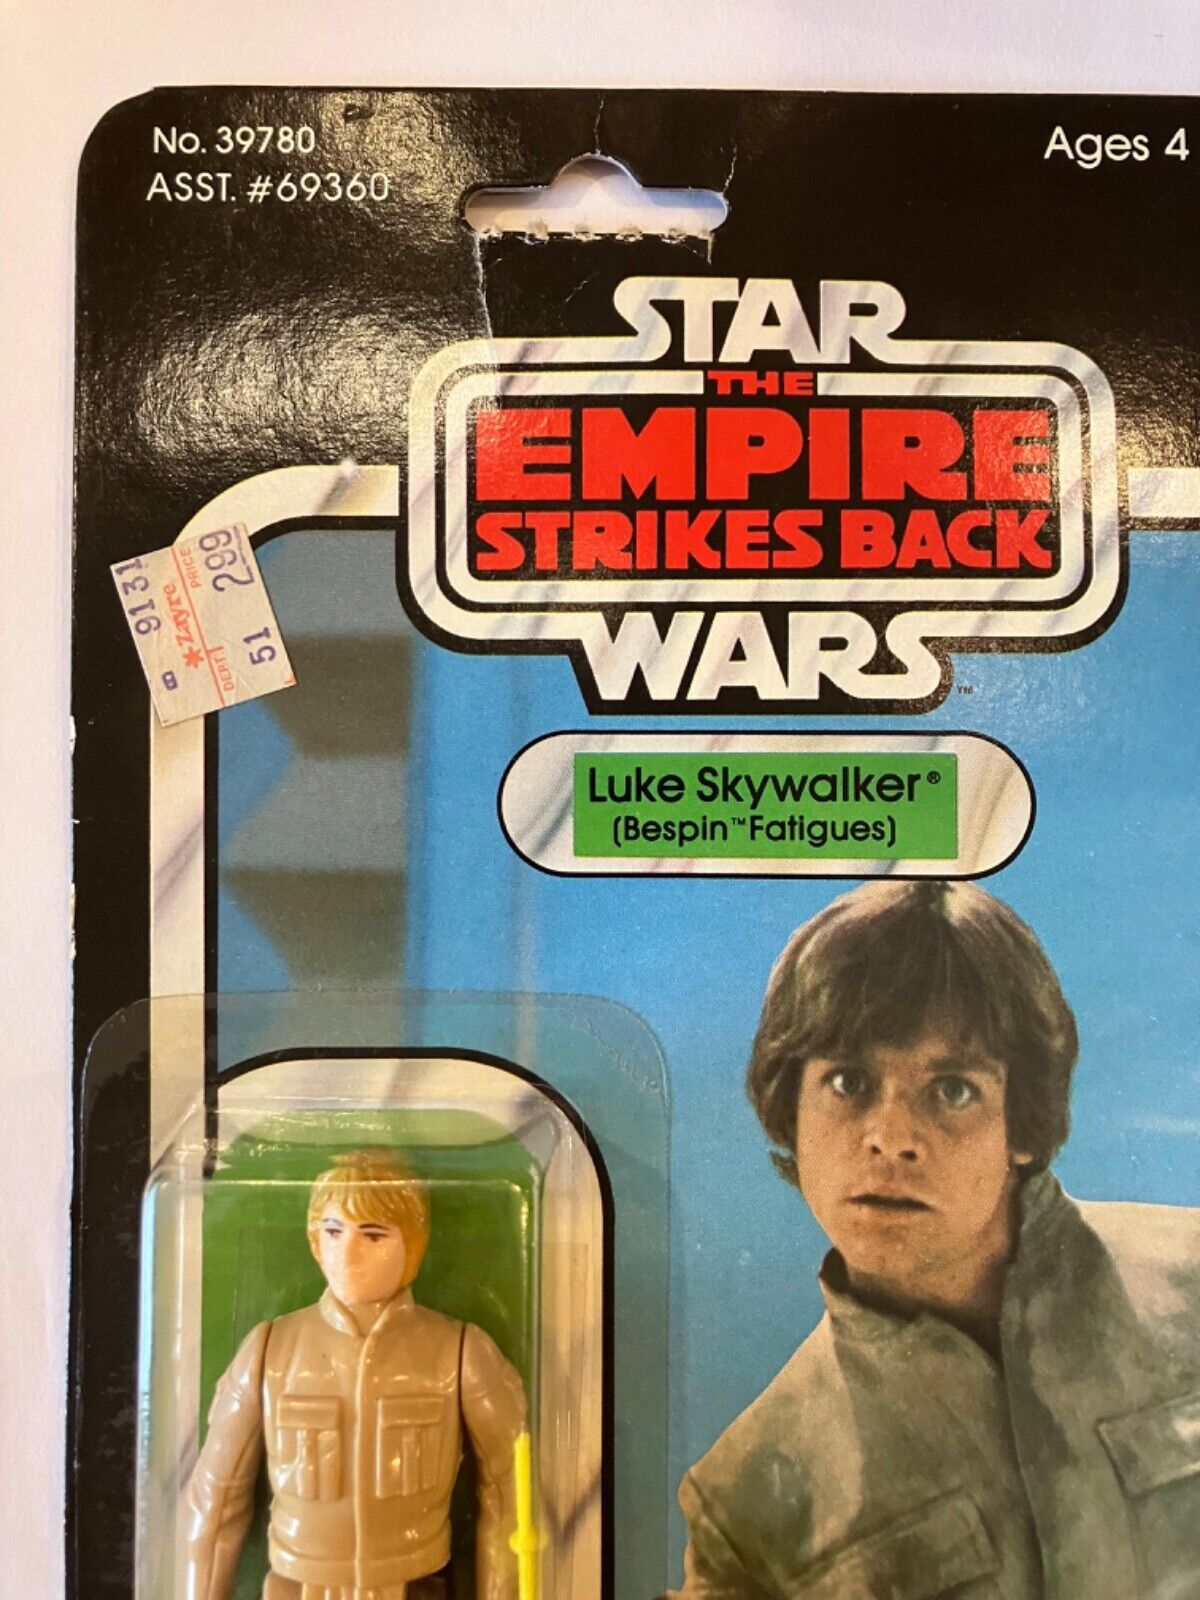 No. 39780
ASST. #69360
Ages 4
STAR
THE
EMPIRE
STRIKES BACK
WARS™
9131
B
*Zayre
PRICE
299
DEPT
51
Luke Skywalker®
(Bespin™ Fatigues)